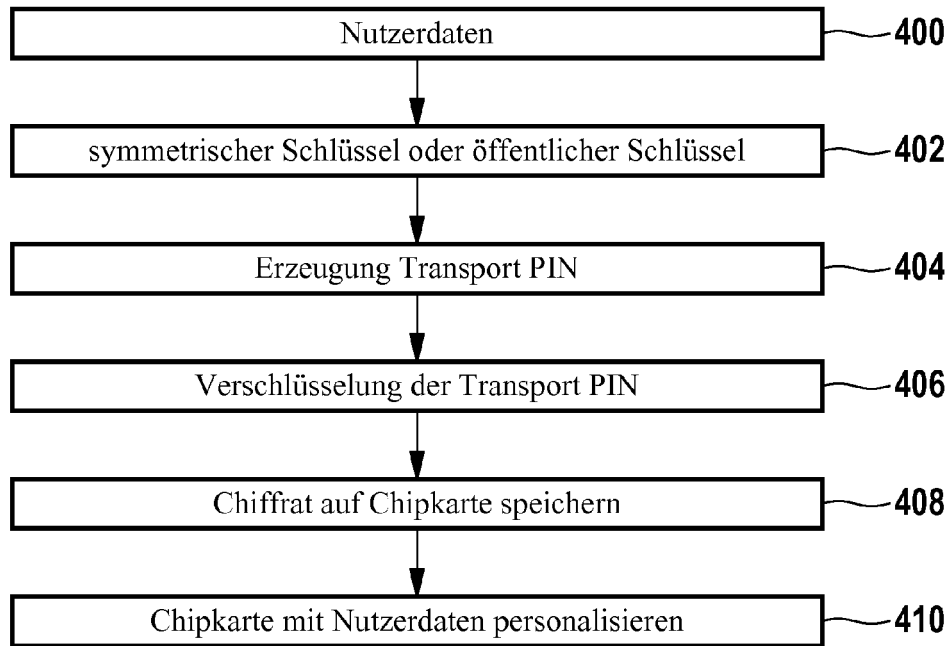 Nutzerdaten 400
symmetrischer Schlüssel oder öffentlicher Schlüssel 402
Erzeugung Transport PIN 404
Verschlüsselung der Transport PIN 406
Chiffrat auf Chipkarte speichern 408
Chipkarte mit Nutzerdaten personalisieren 410